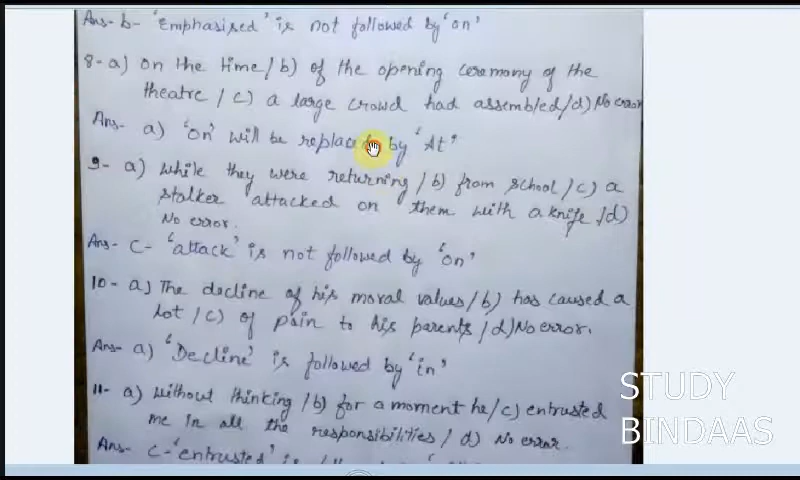 Ans- b- 'emphasised' is not followed by 'on'
8- a) on the time / b) of the opening ceremony of the
theatre / c) a large crowd had assembled / d) No error
Ans- a) 'on' will be replaced by 'At'
9- a) while they were returning / b) from school / c) a
stalker attacked on them with a knife / d)
No error.
Ans- c- 'attack' is not followed by 'on'
10- a) The decline of his moral values / b) has caused a
lot / c) of pain to his parents / d) No error.
Ans- a) 'Decline' is followed by 'in'
11- a) without thinking / b) for a moment he / c) entrusted
me in all the responsibilities / d) No error.
Ans- c- 'entrusted' is
STUDY
BINDAAS